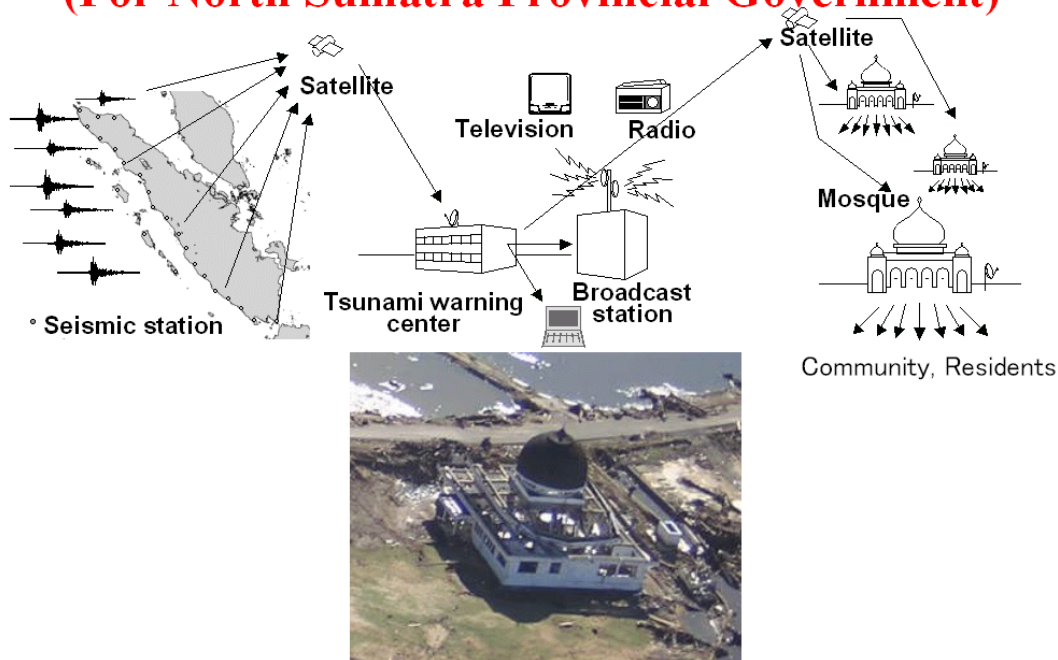 (For North Sumatra Provincial Government)
Satellite
Satellite
Television
Radio
Mosque
Tsunami warning
center
Broadcast
station
° Seismic station
Community, Residents